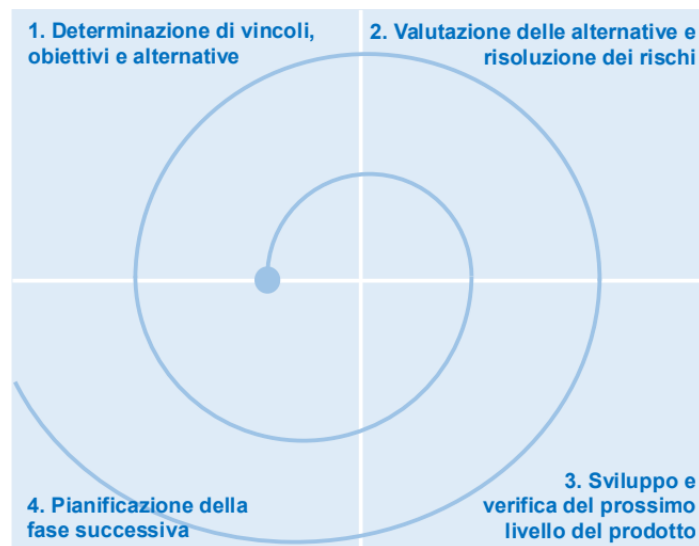 1. Determinazione di vincoli,
obiettivi e alternative
2. Valutazione delle alternative e
risoluzione dei rischi
3. Sviluppo e
verifica del prossimo
livello del prodotto
4. Pianificazione della
fase successiva